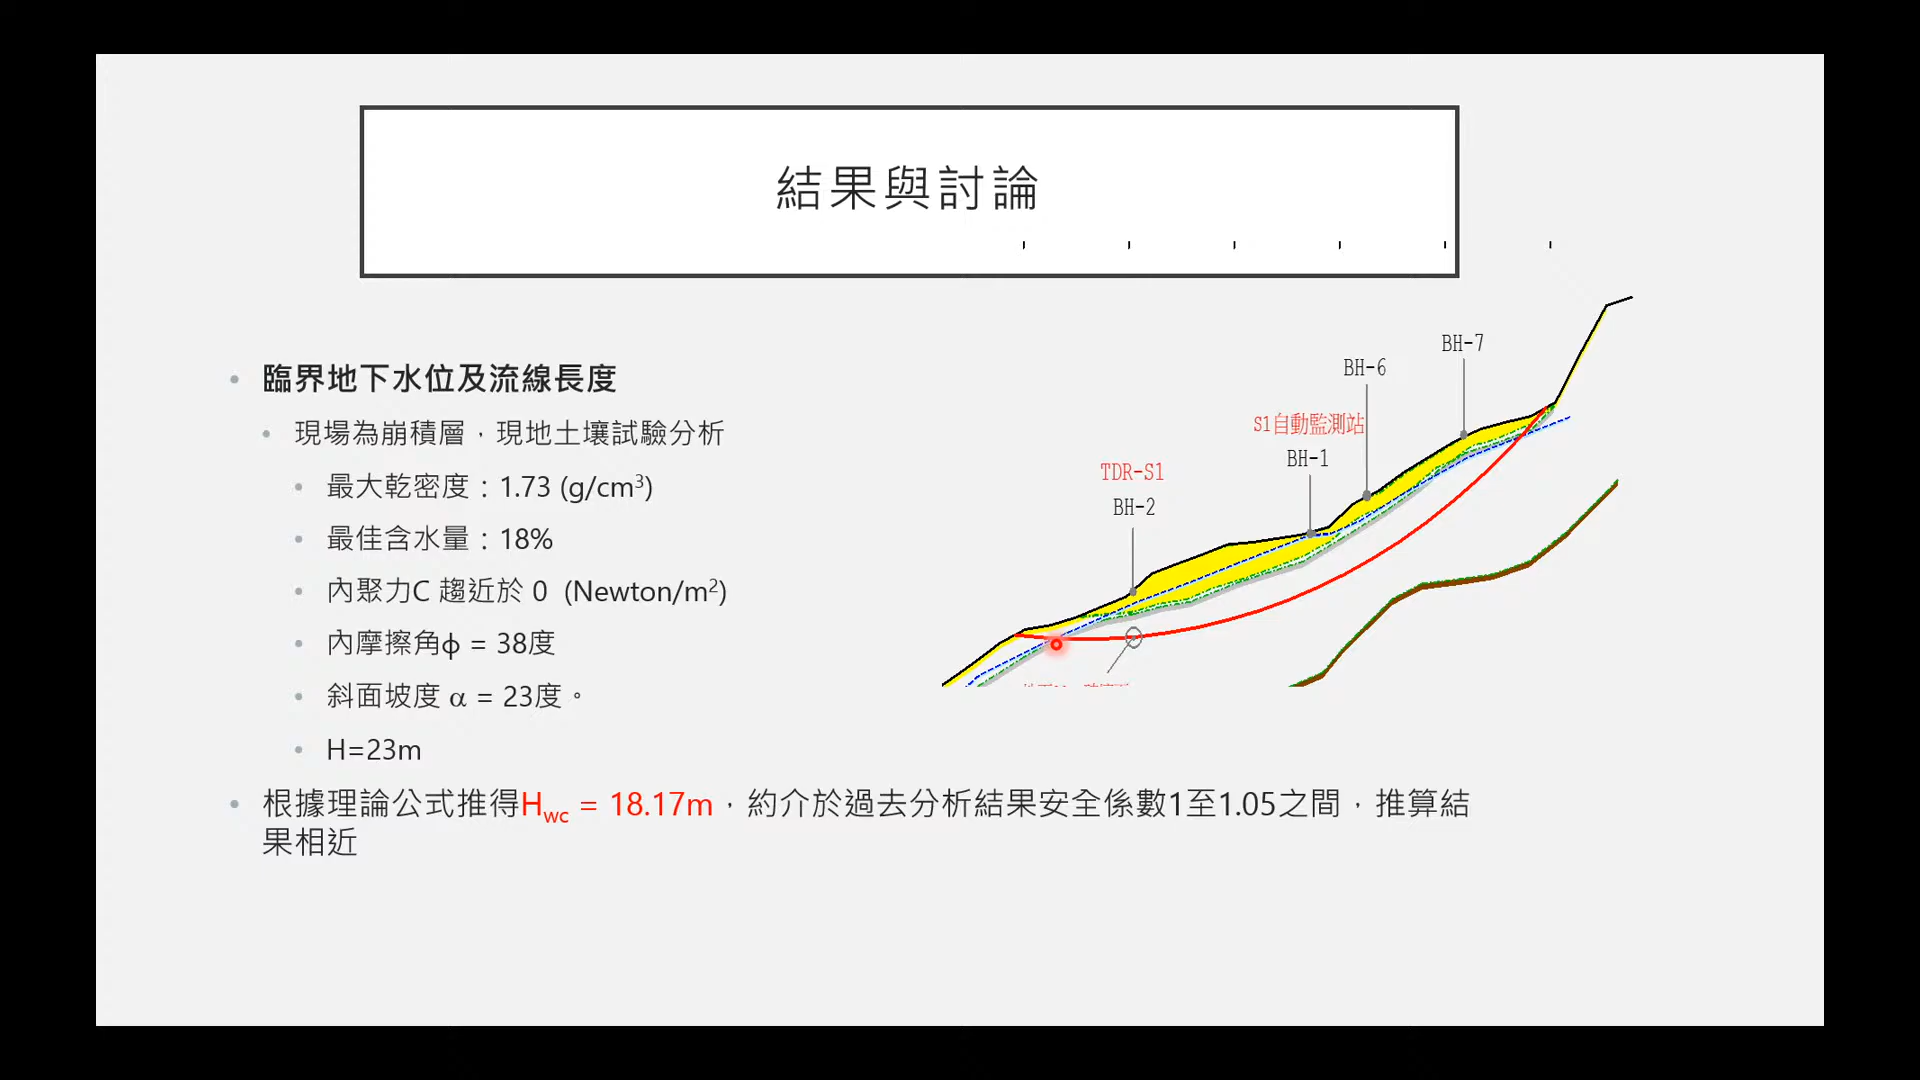 結果與討論
臨界地下水位及流線長度
現場為崩積層，現地土壤試驗分析
最大乾密度：1.73 (g/cm³)
最佳含水量：18%
內聚力C 趨近於 0 (Newton/m²)
內摩擦角ϕ = 38度
斜面坡度 α = 23度。
H=23m
根據理論公式推得Hwc = 18.17m，約介於過去分析結果安全係數1至1.05之間，推算結
果相近
BH-7
BH-6
S1自動監測站
BH-1
TDR-S1
BH-2